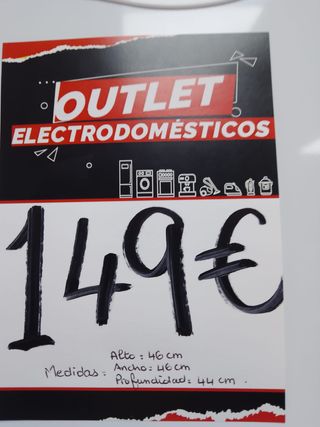 OUTLET
ELECTRODOMÉSTICOS
149€
Alto = 46 cm
Medidas: Ancho = 46 cm
Profundidad = 44 cm.